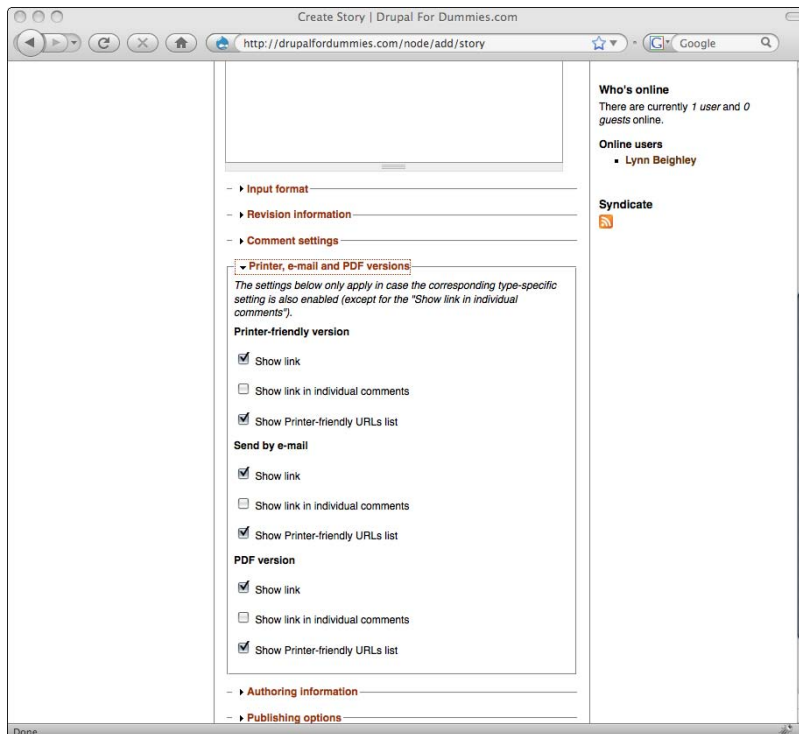 Create Story | Drupal For Dummies.com
http://drupalfordummies.com/node/add/story
Google
Input format
Revision information
Comment settings
Printer, e-mail and PDF versions
The settings below only apply in case the corresponding type-specific
setting is also enabled (except for the "Show link in individual
comments").
Printer-friendly version
Show link
Show link in individual comments
Show Printer-friendly URLs list
Send by e-mail
Show link
Show link in individual comments
Show Printer-friendly URLs list
PDF version
Show link
Show link in individual comments
Show Printer-friendly URLs list
Authoring information
Publishing options
Who's online
There are currently 1 user and 0
guests online.
Online users
Lynn Beighley
Syndicate
Done